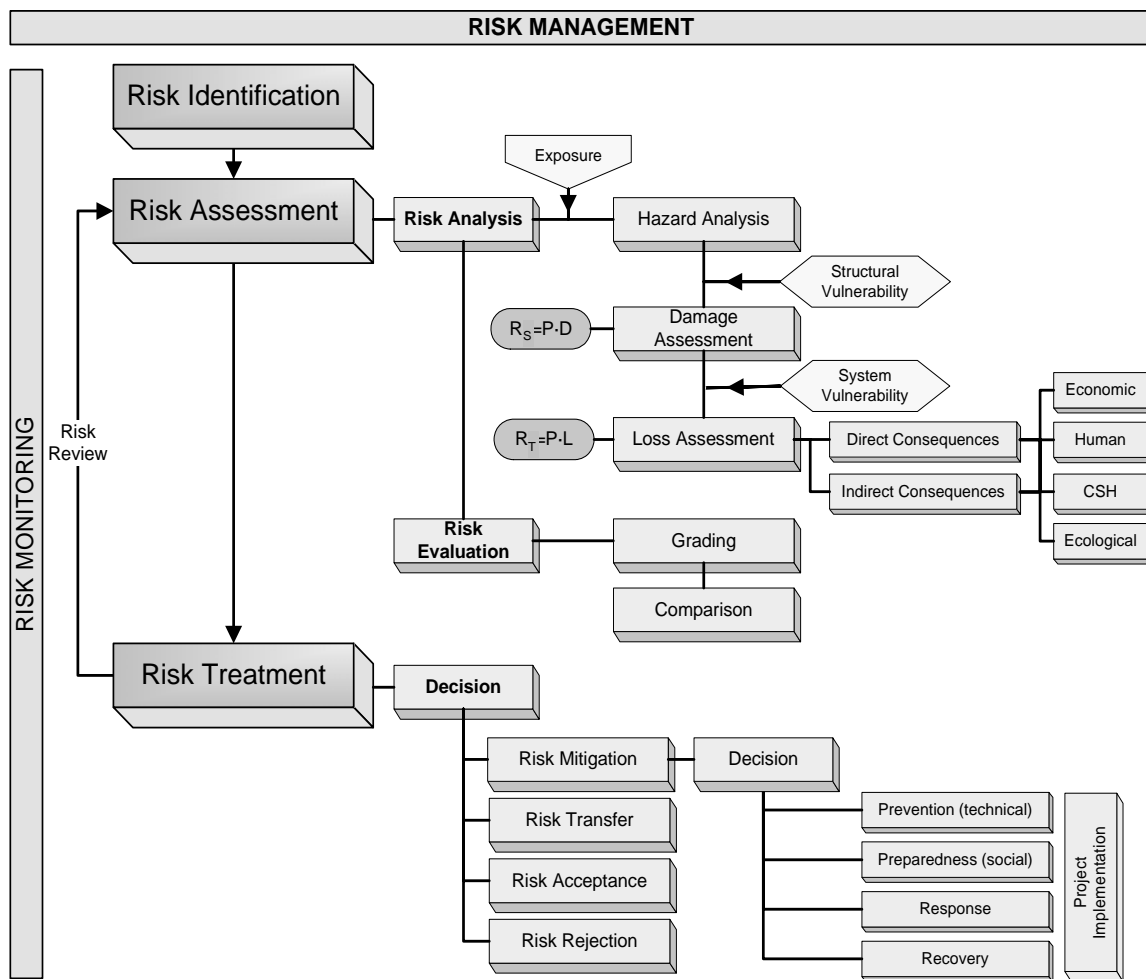 RISK MANAGEMENT
RISK MONITORING
Risk Identification
Exposure
Risk Assessment
Risk Analysis
Hazard Analysis
Structural
Vulnerability
R_S=P·D
Damage
Assessment
System
Vulnerability
Economic
Risk
Review
R_T=P·L
Loss Assessment
Direct Consequences
Human
Indirect Consequences
CSH
Risk
Evaluation
Grading
Ecological
Comparison
Risk Treatment
Decision
Risk Mitigation
Decision
Risk Transfer
Risk Acceptance
Risk Rejection
Prevention (technical)
Preparedness (social)
Response
Recovery
Project
Implementation